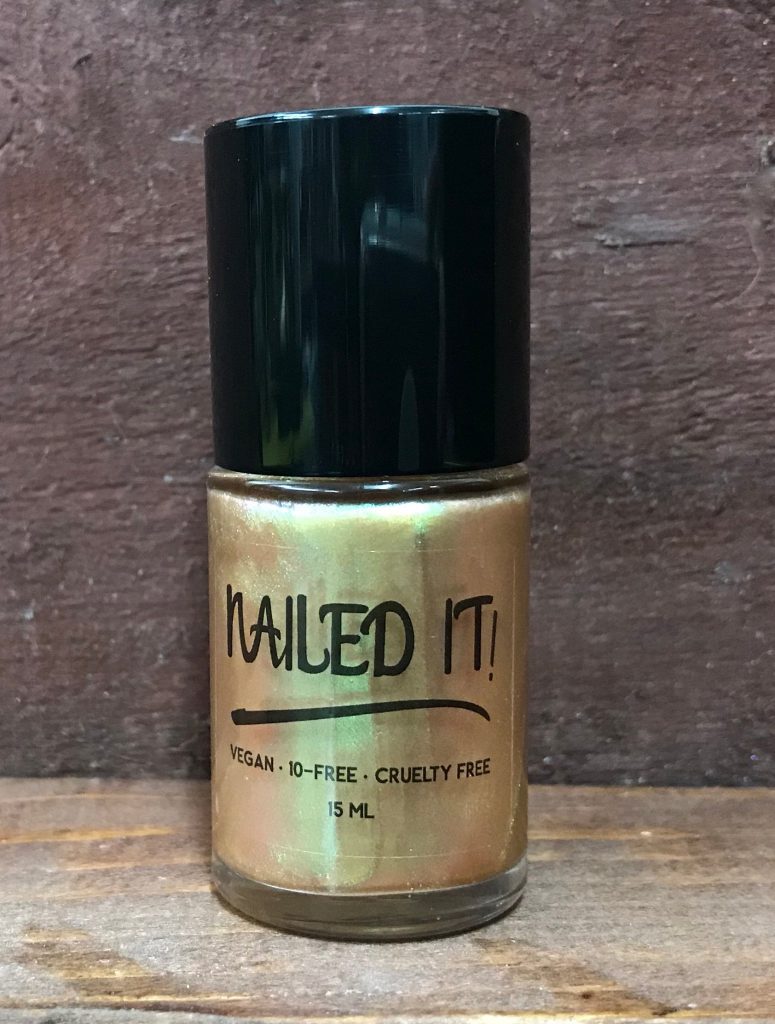 NAILED IT!
VEGAN · 10-FREE · CRUELTY FREE
15 ML